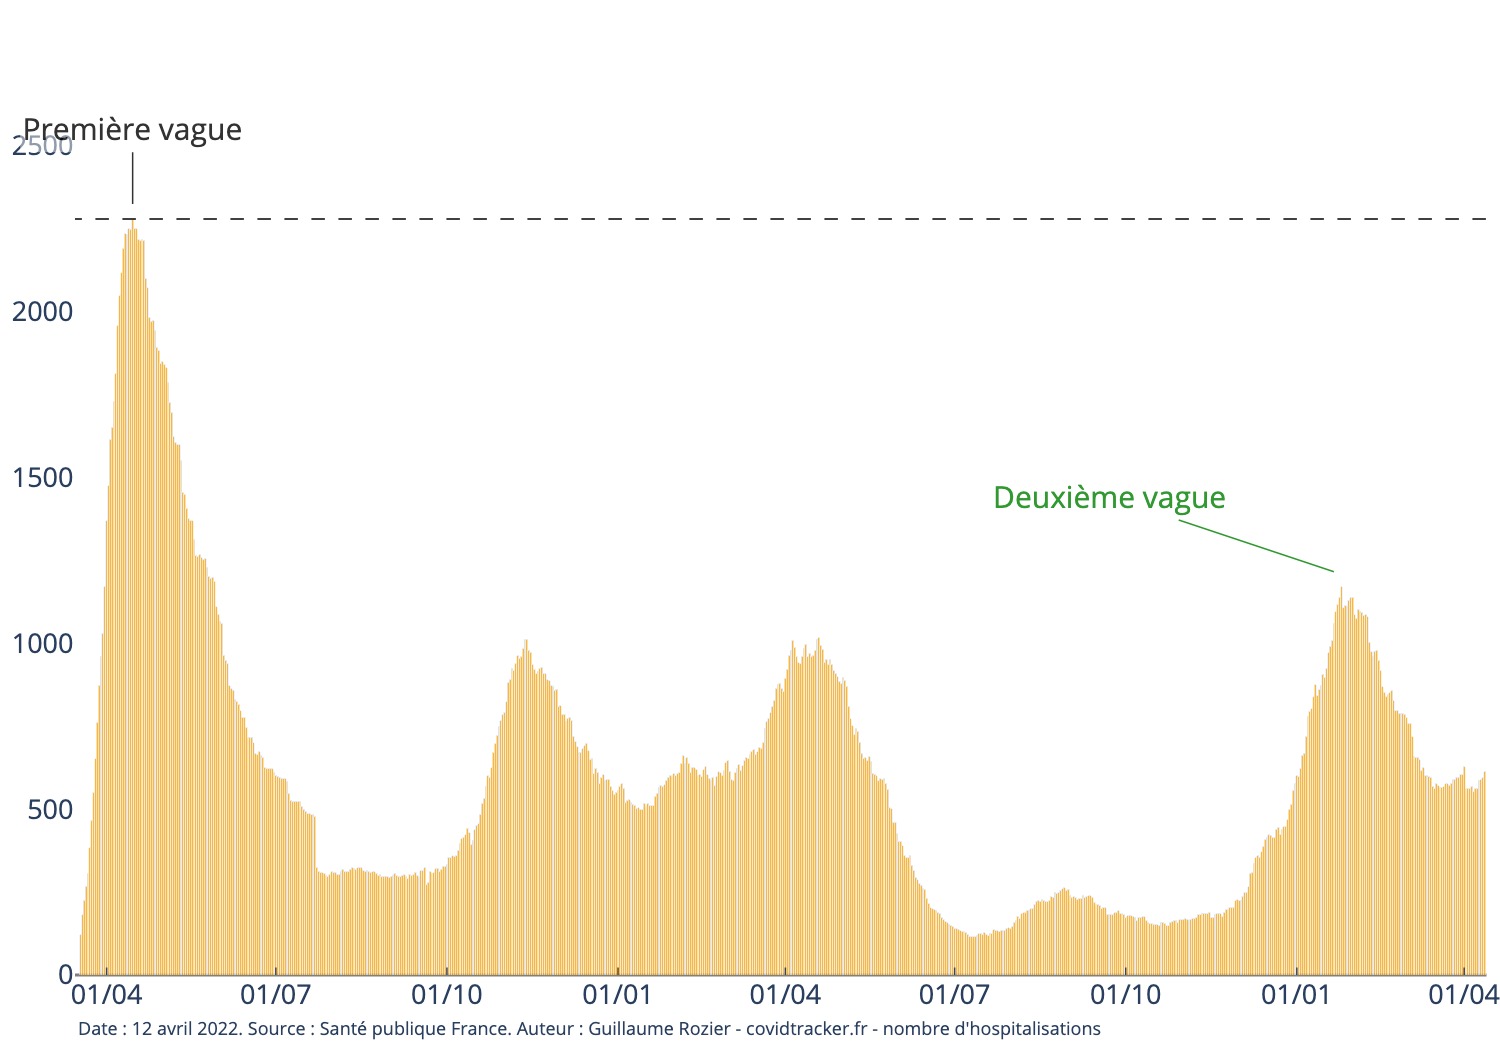 Première vague
2500
2000
1500
Deuxième vague
1000
500
0
01/04 01/07 01/10 01/01 01/04 01/07 01/10 01/01 01/04
Date : 12 avril 2022. Source : Santé publique France. Auteur : Guillaume Rozier - covidtracker.fr - nombre d'hospitalisations